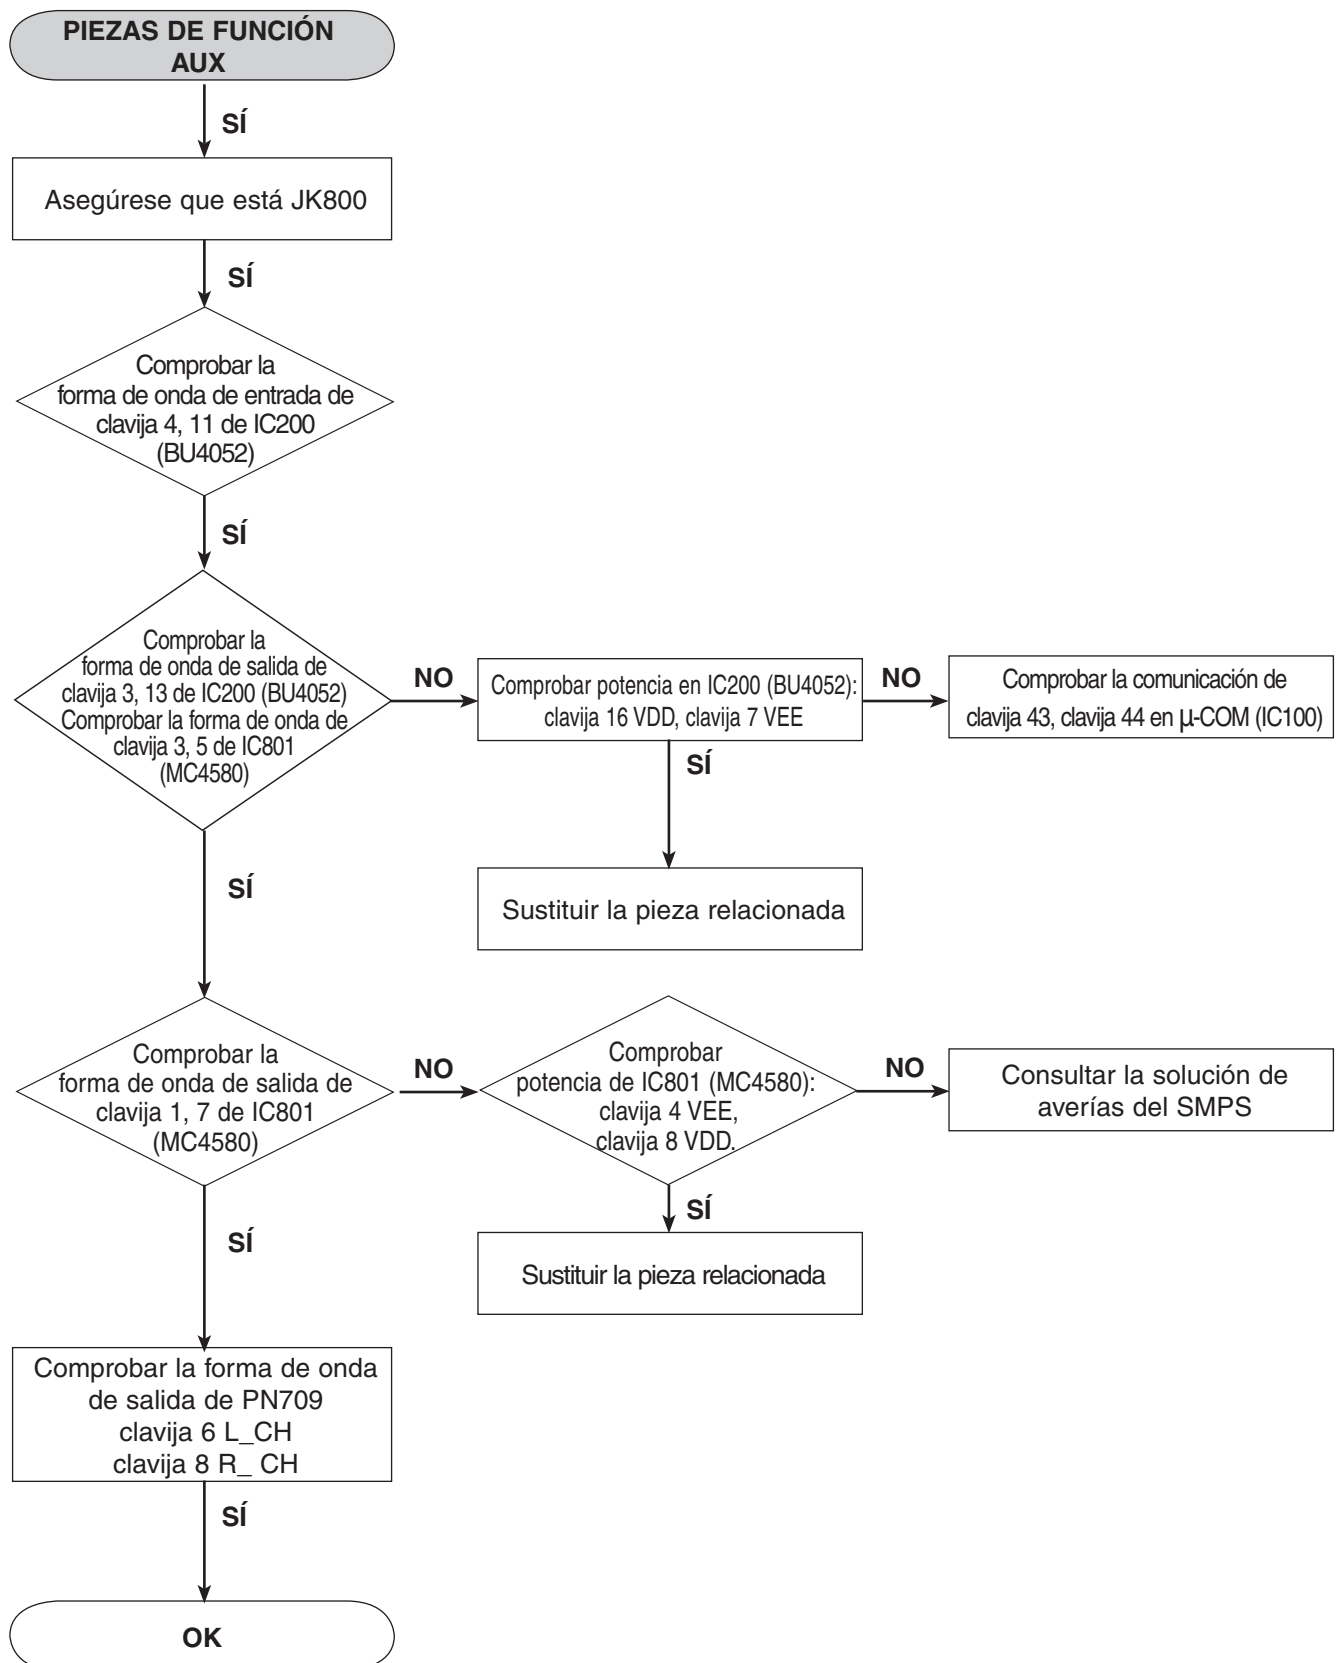 PIEZAS DE FUNCIÓN
AUX
SÍ
Asegúrese que está JK800
SÍ
Comprobar la
forma de onda de entrada de
clavija 4, 11 de IC200
(BU4052)
SÍ
Comprobar la
forma de onda de salida de
clavija 3, 13 de IC200 (BU4052)
Comprobar la forma de onda de
clavija 3, 5 de IC801
(MC4580)
NO
Comprobar potencia en IC200 (BU4052):
clavija 16 VDD, clavija 7 VEE
NO
Comprobar la comunicación de
clavija 43, clavija 44 en µ-COM (IC100)
SÍ
Sustituir la pieza relacionada
SÍ
Comprobar la
forma de onda de salida de
clavija 1, 7 de IC801
(MC4580)
NO
Comprobar
potencia de IC801 (MC4580):
clavija 4 VEE,
clavija 8 VDD.
NO
Consultar la solución de
averías del SMPS
SÍ
Sustituir la pieza relacionada
SÍ
Comprobar la forma de onda
de salida de PN709
clavija 6 L_CH
clavija 8 R_ CH
SÍ
OK